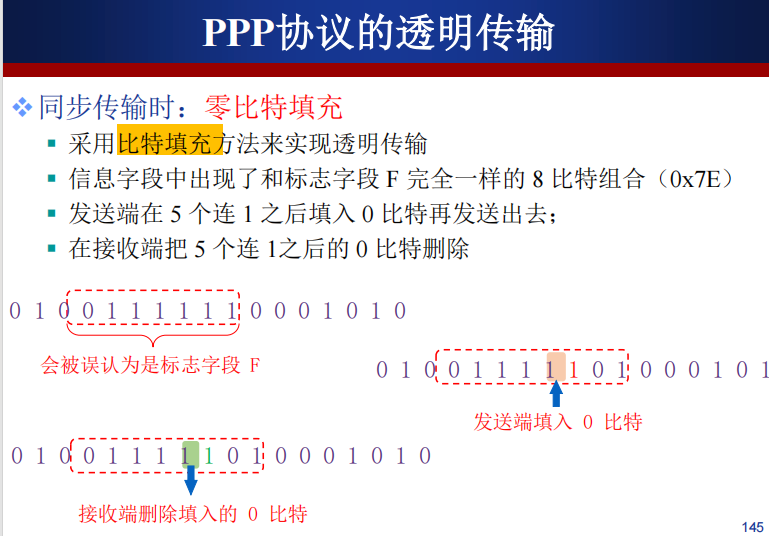 PPP协议的透明传输
同步传输时：零比特填充
采用比特填充方法来实现透明传输
信息字段中出现了和标志字段 F 完全一样的 8 比特组合（0x7E）
发送端在 5 个连 1 之后填入 0 比特再发送出去；
在接收端把 5 个连 1之后的 0 比特删除
0 1 0 0 1 1 1 1 1 1 0 0 0 1 0 1 0
会被误认为是标志字段 F
0 1 0 0 1 1 1 1 1 0 1 0 0 0 1 0 1
发送端填入 0 比特
0 1 0 0 1 1 1 1 1 0 1 0 0 0 1 0 1 0
接收端删除填入的 0 比特
145